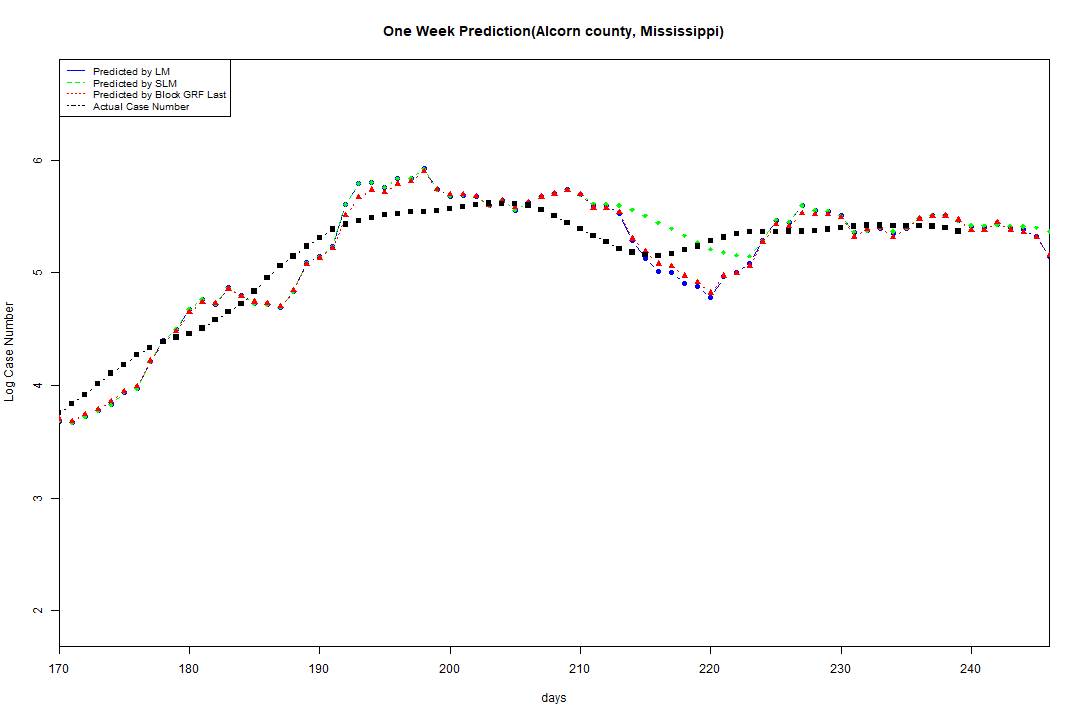 One Week Prediction(Alcorn county, Mississippi)
Predicted by LM
Predicted by SLM
Predicted by Block GRF Last
Actual Case Number
6
5
4
3
2
Log Case Number
170 180 190 200 210 220 230 240
days